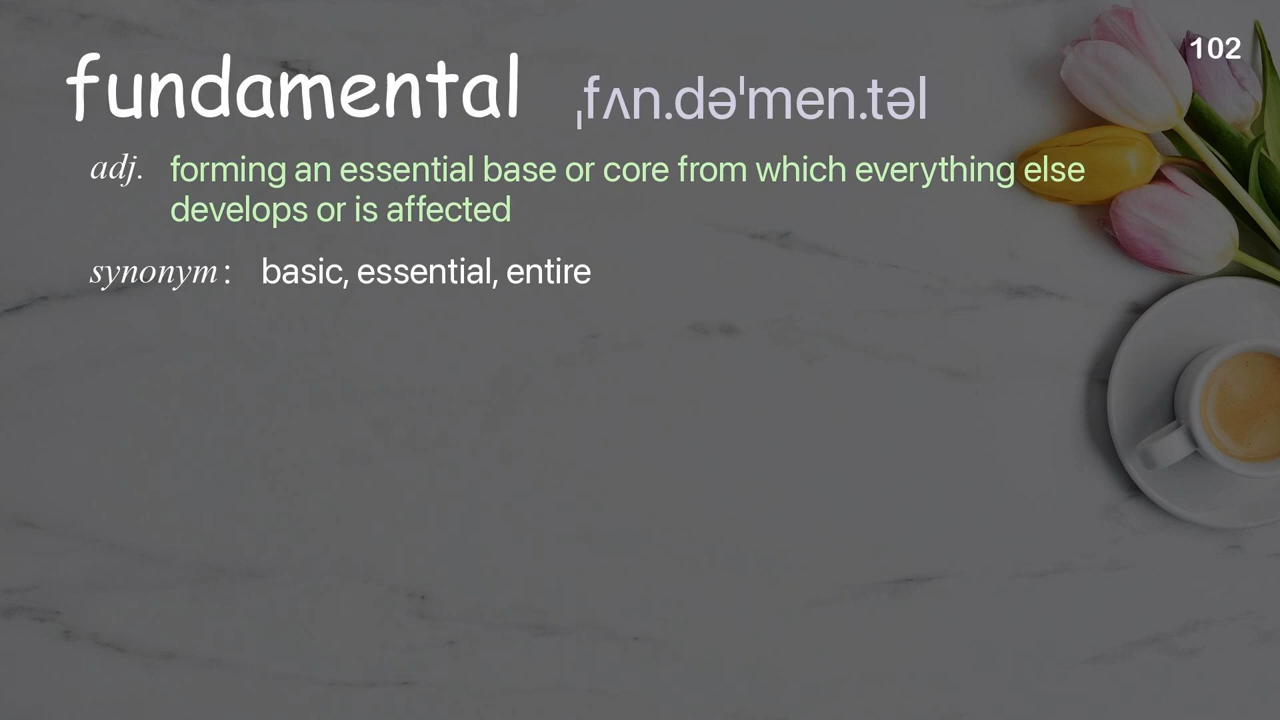 102
fundamental ˌfʌn.dəˈmen.təl
adj. forming an essential base or core from which everything else
develops or is affected
synonym : basic, essential, entire